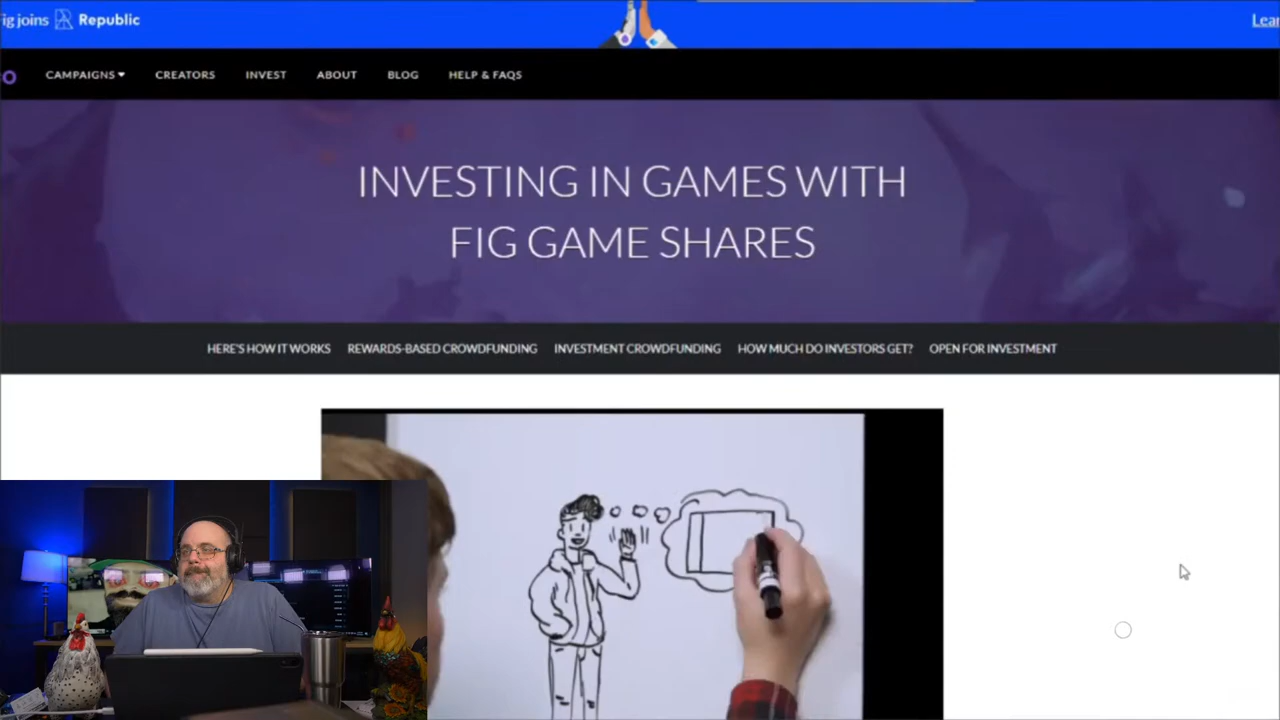 ig joins Republic
Lear
o CAMPAIGNS CREATORS INVEST ABOUT BLOG HELP & FAQS
INVESTING IN GAMES WITH
FIG GAME SHARES
HERE'S HOW IT WORKS REWARDS-BASED CROWDFUNDING INVESTMENT CROWDFUNDING HOW MUCH DO INVESTORS GET? OPEN FOR INVESTMENT